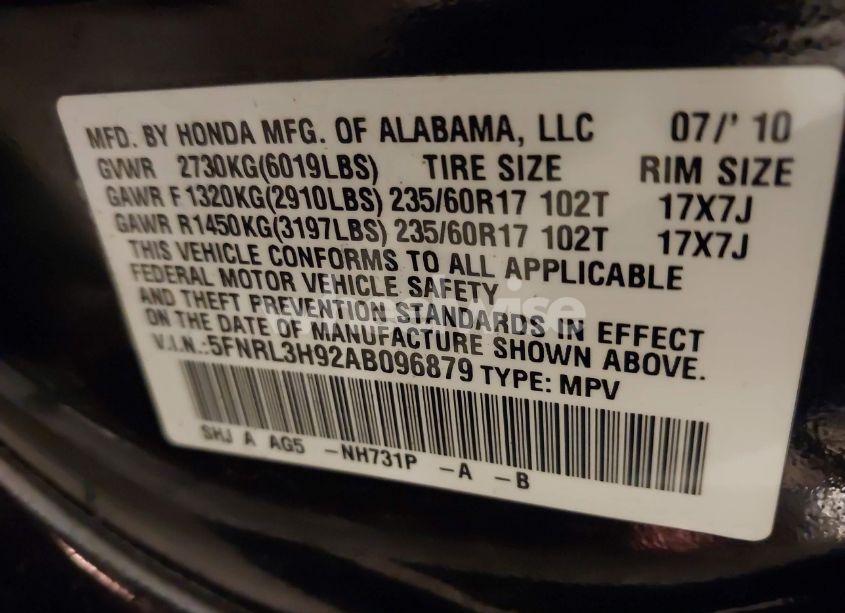 MFD. BY HONDA MFG. OF ALABAMA, LLC 07/' 10
GVWR 2730KG(6019LBS) TIRE SIZE RIM SIZE
GAWR F 1320KG(2910LBS) 235/60R17 102T 17X7J
GAWR R1450KG(3197LBS) 235/60R17 102T 17X7J
THIS VEHICLE CONFORMS TO ALL APPLICABLE
FEDERAL MOTOR VEHICLE SAFETY
AND THEFT PREVENTION STANDARDS IN EFFECT
ON THE DATE OF MANUFACTURE SHOWN ABOVE.
V.I.N.:5FNRL3H92AB096879 TYPE: MPV
SHJ A AG5 -NH731P -A -B